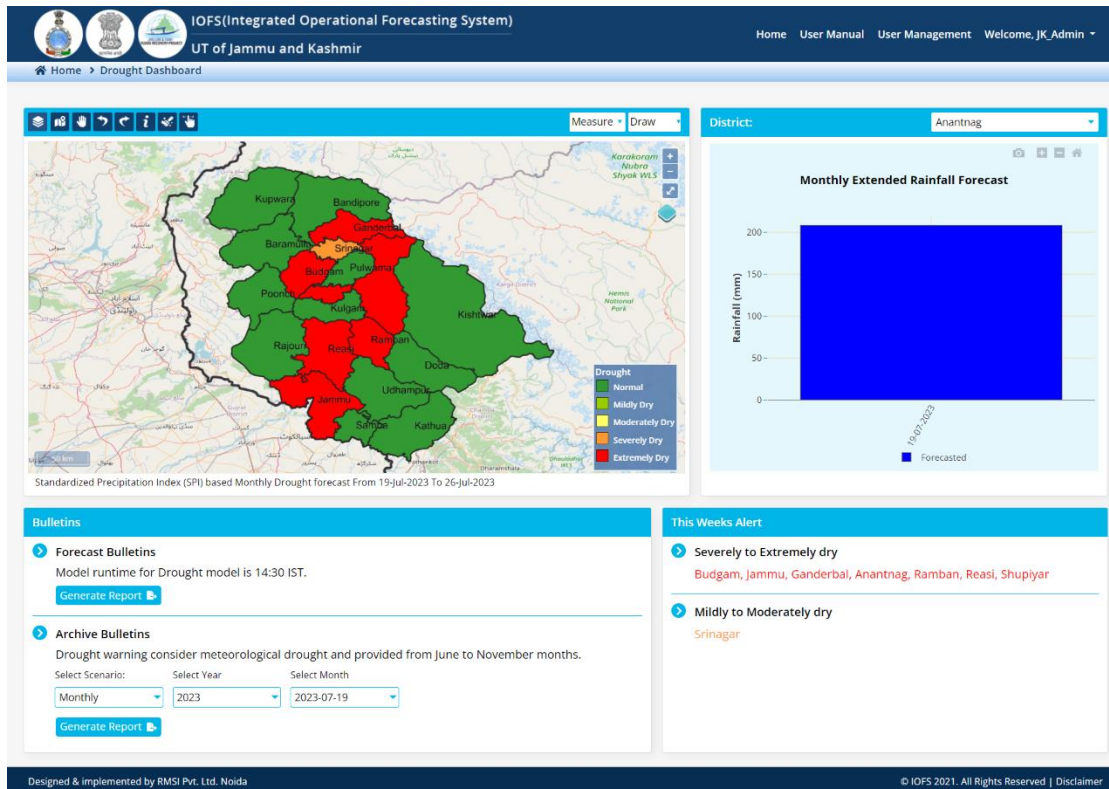 IOFS(Integrated Operational Forecasting System)
UT of Jammu and Kashmir
Home User Manual User Management Welcome, JK_Admin
Home > Drought Dashboard
Measure Draw
District: Anantnag
Karakoram
Nubra
Shyok WLS
Kupwara
Bandipore
Ganderbal
Baramulla
Srinagar
Budgam
Pulwama
Poonch
Kulgam
Kishtwar
Hemis
National
Park
Rajouri
Reasi
Ramban
Doda
Udhampur
Jammu
Samba
Kathua
Dharamshala
50 km
Drought
Normal
Mildly Dry
Moderately Dry
Severely Dry
Extremely Dry
Standardized Precipitation Index (SPI) based Monthly Drought forecast From 19-Jul-2023 To 26-Jul-2023
Monthly Extended Rainfall Forecast
Rainfall (mm)
200
150
100
50
0
19-07-2023
Forecasted
Bulletins
Forecast Bulletins
Model runtime for Drought model is 14:30 IST.
Generate Report
Archive Bulletins
Drought warning consider meteorological drought and provided from June to November months.
Select Scenario: Select Year Select Month
Monthly 2023 2023-07-19
Generate Report
This Weeks Alert
Severely to Extremely dry
Budgam, Jammu, Ganderbal, Anantnag, Ramban, Reasi, Shupiyar
Mildly to Moderately dry
Srinagar
Designed & implemented by RMSI Pvt. Ltd. Noida
© IOFS 2021. All Rights Reserved | Disclaimer